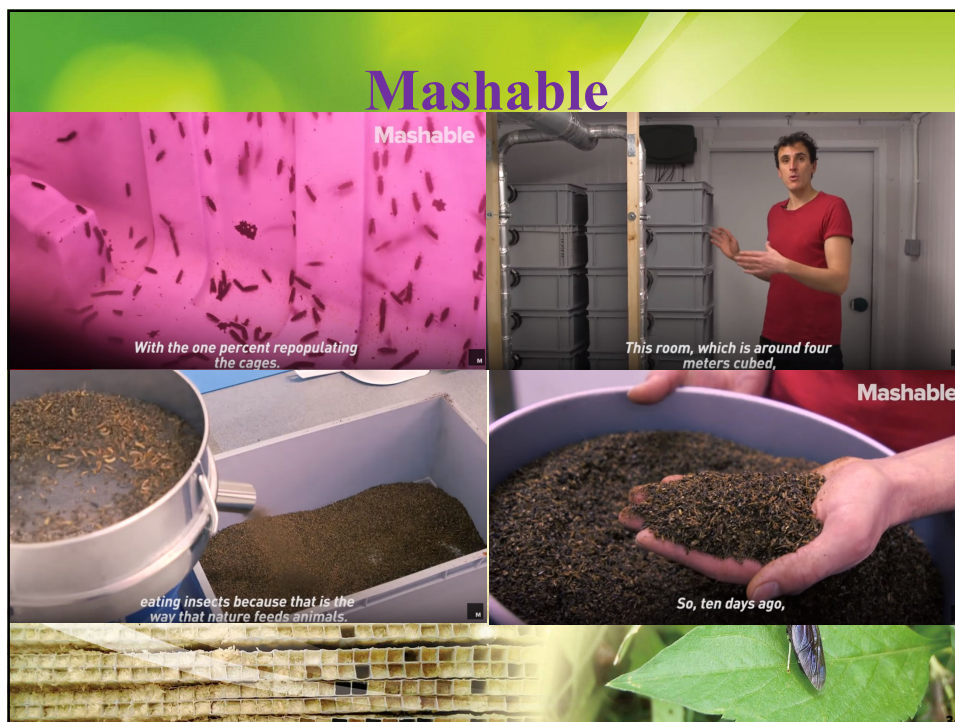 Mashable
Mashable
With the one percent repopulating
the cages.
This room, which is around four
meters cubed,
eating insects because that is the
way that nature feeds animals.
Mashable
So, ten days ago,